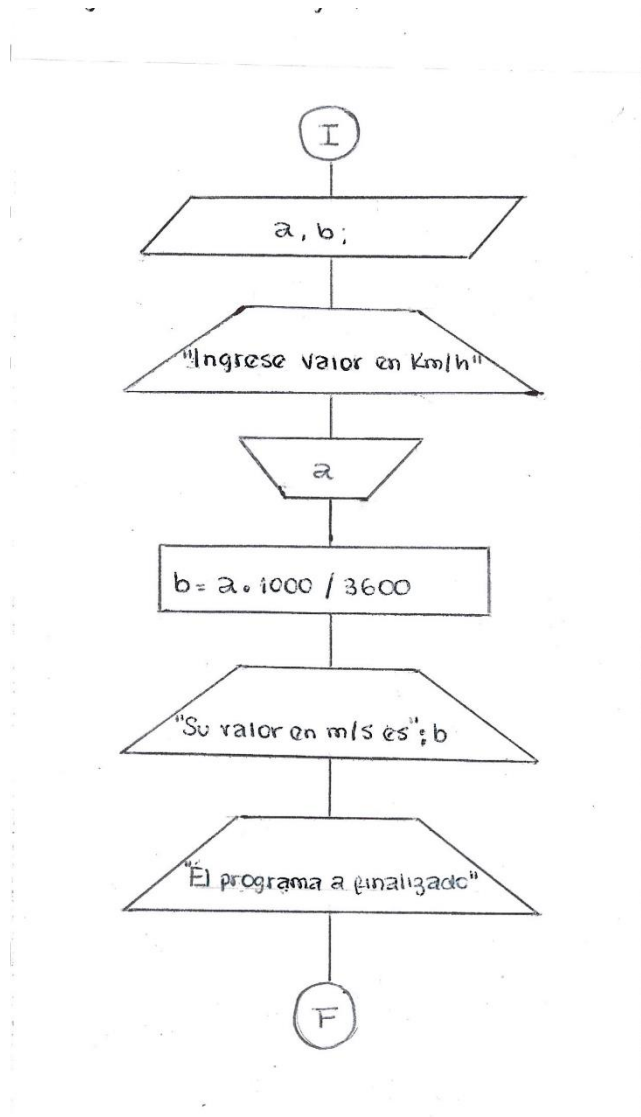 I
a, b;
"Ingrese valor en Km/h"
a
b= a . 1000 / 3600
"Su valor en m/s es"; b
"El programa a finalizado"
F